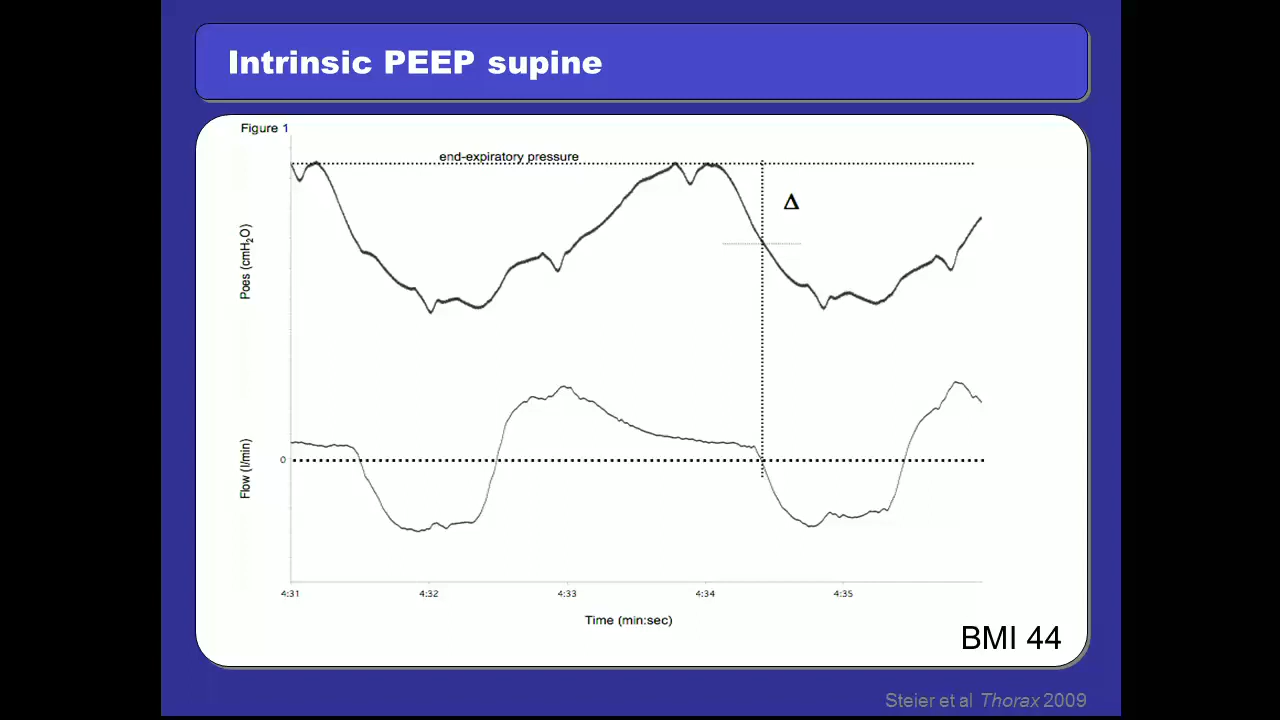 Intrinsic PEEP supine
Figure 1
end-expiratory pressure
Δ
Poes (cmH₂O)
0
Flow (l/min)
4:31 4:32 4:33 4:34 4:35
Time (min:sec)
BMI 44
Steier et al Thorax 2009